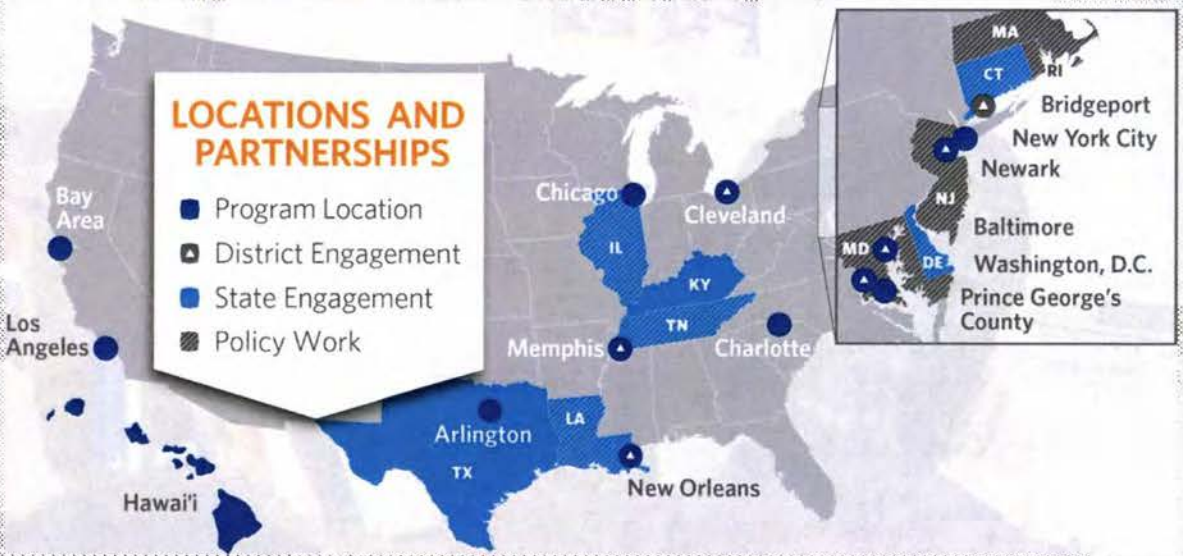 LOCATIONS AND
PARTNERSHIPS
Program Location
District Engagement
State Engagement
Policy Work
Bay
Area
Los
Angeles
Hawai'i
Chicago
IL
Cleveland
KY
TN
Memphis
Charlotte
Arlington
TX
LA
New Orleans
MA
CT
RI
Bridgeport
New York City
Newark
NJ
Baltimore
MD
DE
Washington, D.C.
Prince George's
County